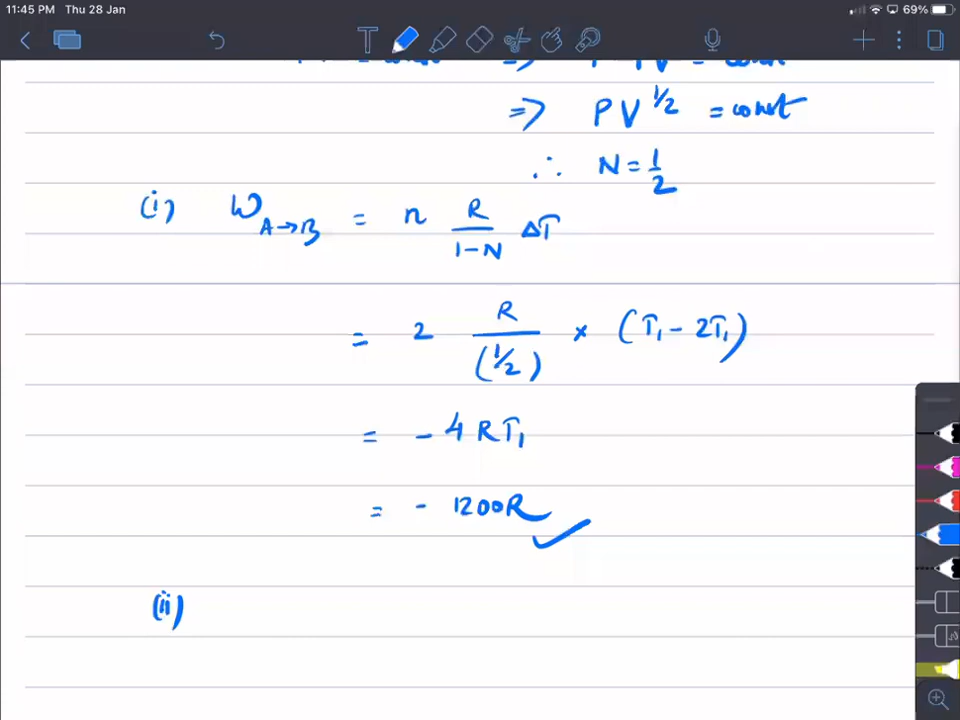 11:45 PM Thu 28 Jan 69%
T
=> PV^1/2 = const
∴ N = 1/2
(i) W A→B = n R/(1-N) ΔT
= 2 R/(1/2) × (T₁ - 2T₁)
= - 4RT₁
= - 1200R ✓
(ii)